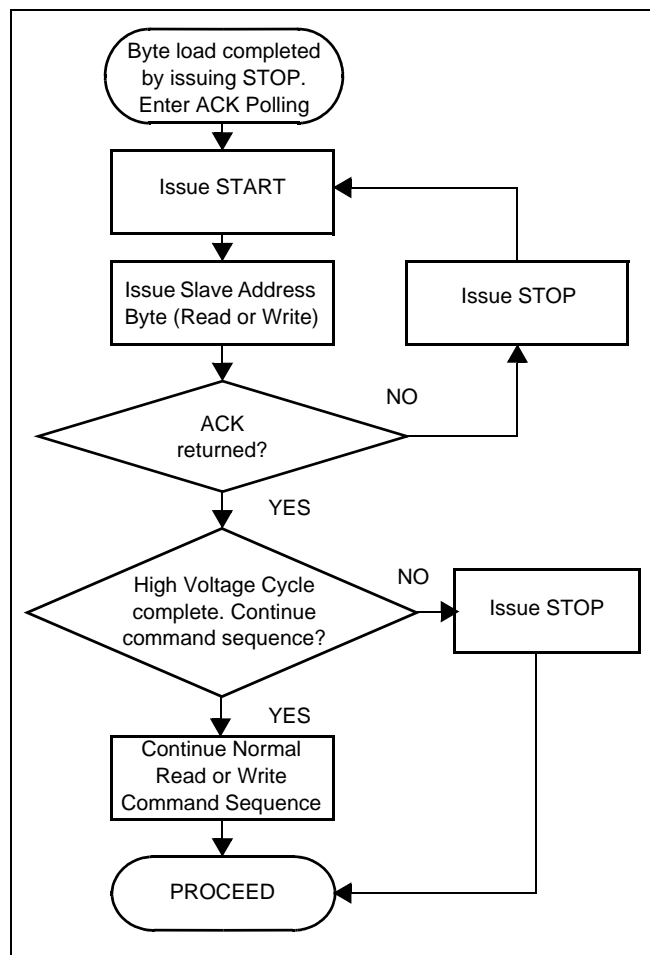 Byte load completed
by issuing STOP.
Enter ACK Polling
Issue START
Issue Slave Address
Byte (Read or Write)
Issue STOP
NO
ACK
returned?
YES
High Voltage Cycle
complete. Continue
command sequence?
NO
Issue STOP
YES
Continue Normal
Read or Write
Command Sequence
PROCEED